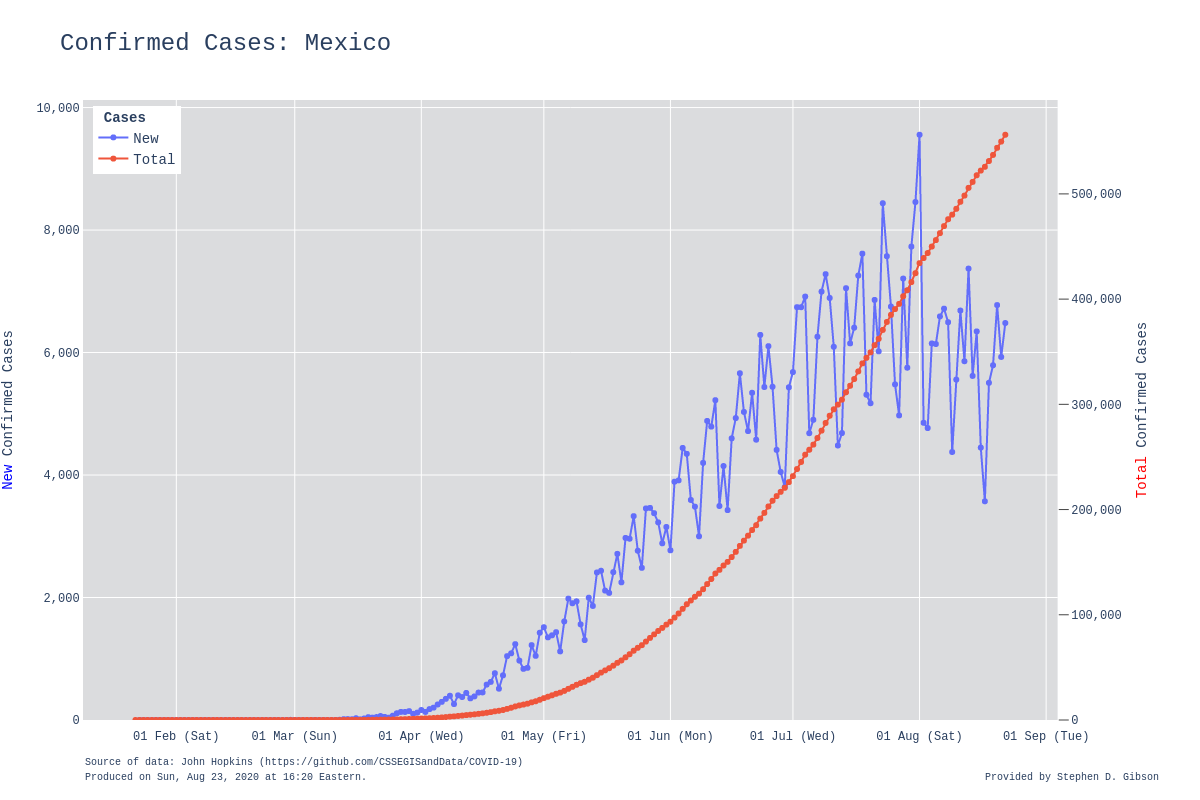 Confirmed Cases: Mexico
Cases
New
Total
10,000
8,000
6,000
4,000
2,000
0
New Confirmed Cases
500,000
400,000
300,000
200,000
100,000
0
Total Confirmed Cases
01 Feb (Sat) 01 Mar (Sun) 01 Apr (Wed) 01 May (Fri) 01 Jun (Mon) 01 Jul (Wed) 01 Aug (Sat) 01 Sep (Tue)
Source of data: John Hopkins (https://github.com/CSSEGISandData/COVID-19)
Produced on Sun, Aug 23, 2020 at 16:20 Eastern.
Provided by Stephen D. Gibson